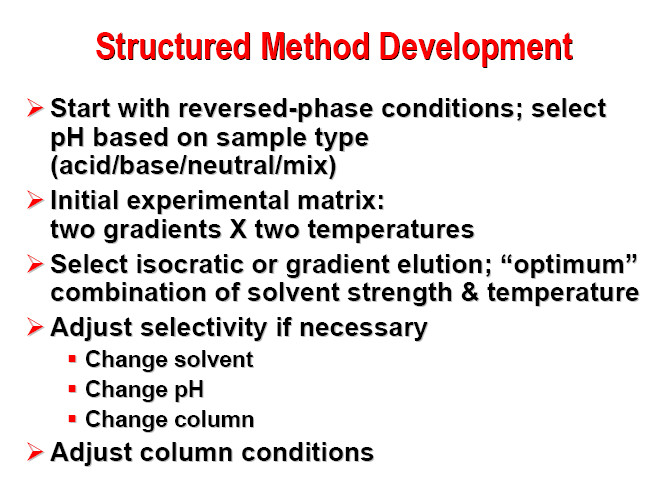 Structured Method Development
Start with reversed-phase conditions; select
pH based on sample type
(acid/base/neutral/mix)
Initial experimental matrix:
two gradients X two temperatures
Select isocratic or gradient elution; “optimum”
combination of solvent strength & temperature
Adjust selectivity if necessary
Change solvent
Change pH
Change column
Adjust column conditions